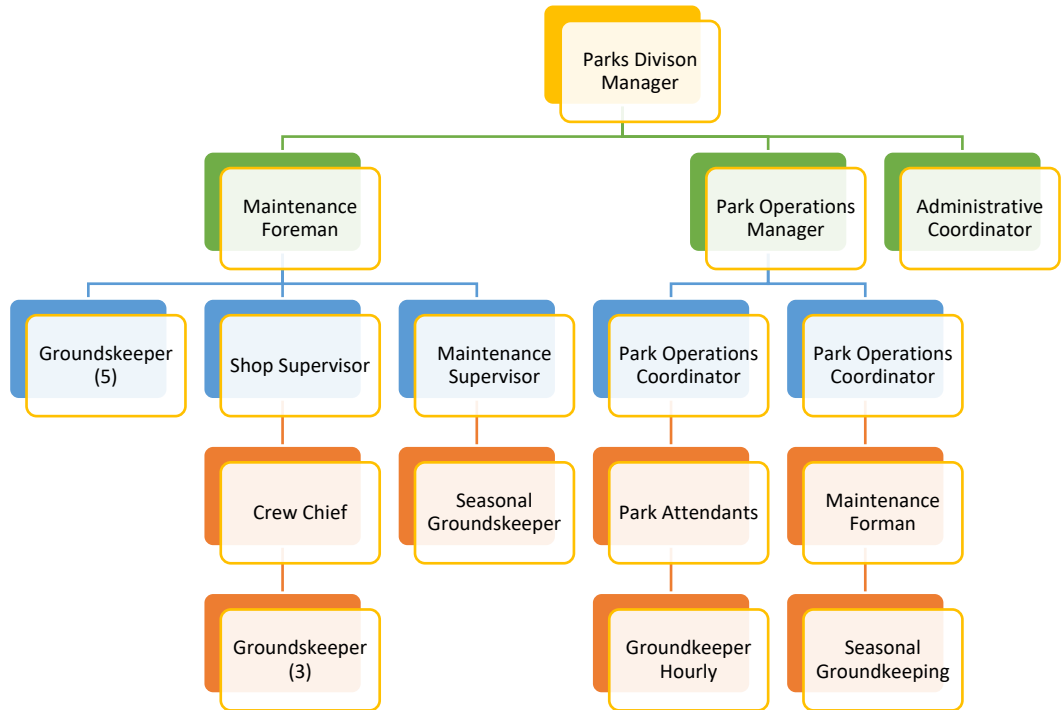 Parks Divison
Manager
Maintenance
Foreman
Park Operations
Manager
Administrative
Coordinator
Groundskeeper
(5)
Shop Supervisor
Maintenance
Supervisor
Park Operations
Coordinator
Park Operations
Coordinator
Crew Chief
Seasonal
Groundskeeper
Park Attendants
Maintenance
Forman
Groundskeeper
(3)
Groundkeeper
Hourly
Seasonal
Groundkeeping